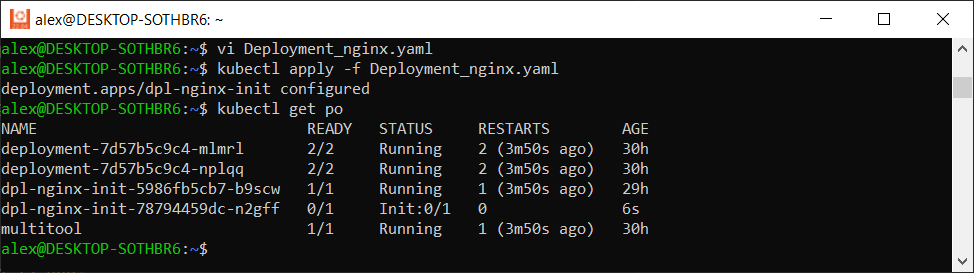 alex@DESKTOP-SOTHBR6: ~
alex@DESKTOP-SOTHBR6:~$ vi Deployment_nginx.yaml
alex@DESKTOP-SOTHBR6:~$ kubectl apply -f Deployment_nginx.yaml
deployment.apps/dpl-nginx-init configured
alex@DESKTOP-SOTHBR6:~$ kubectl get po
NAME                              READY   STATUS     RESTARTS        AGE
deployment-7d57b5c9c4-mlmrl       2/2     Running    2 (3m50s ago)   30h
deployment-7d57b5c9c4-nplqq       2/2     Running    2 (3m50s ago)   30h
dpl-nginx-init-5986fb5cb7-b9scw   1/1     Running    1 (3m50s ago)   29h
dpl-nginx-init-78794459dc-n2gff   0/1     Init:0/1   0               6s
multitool                         1/1     Running    1 (3m50s ago)   30h
alex@DESKTOP-SOTHBR6:~$